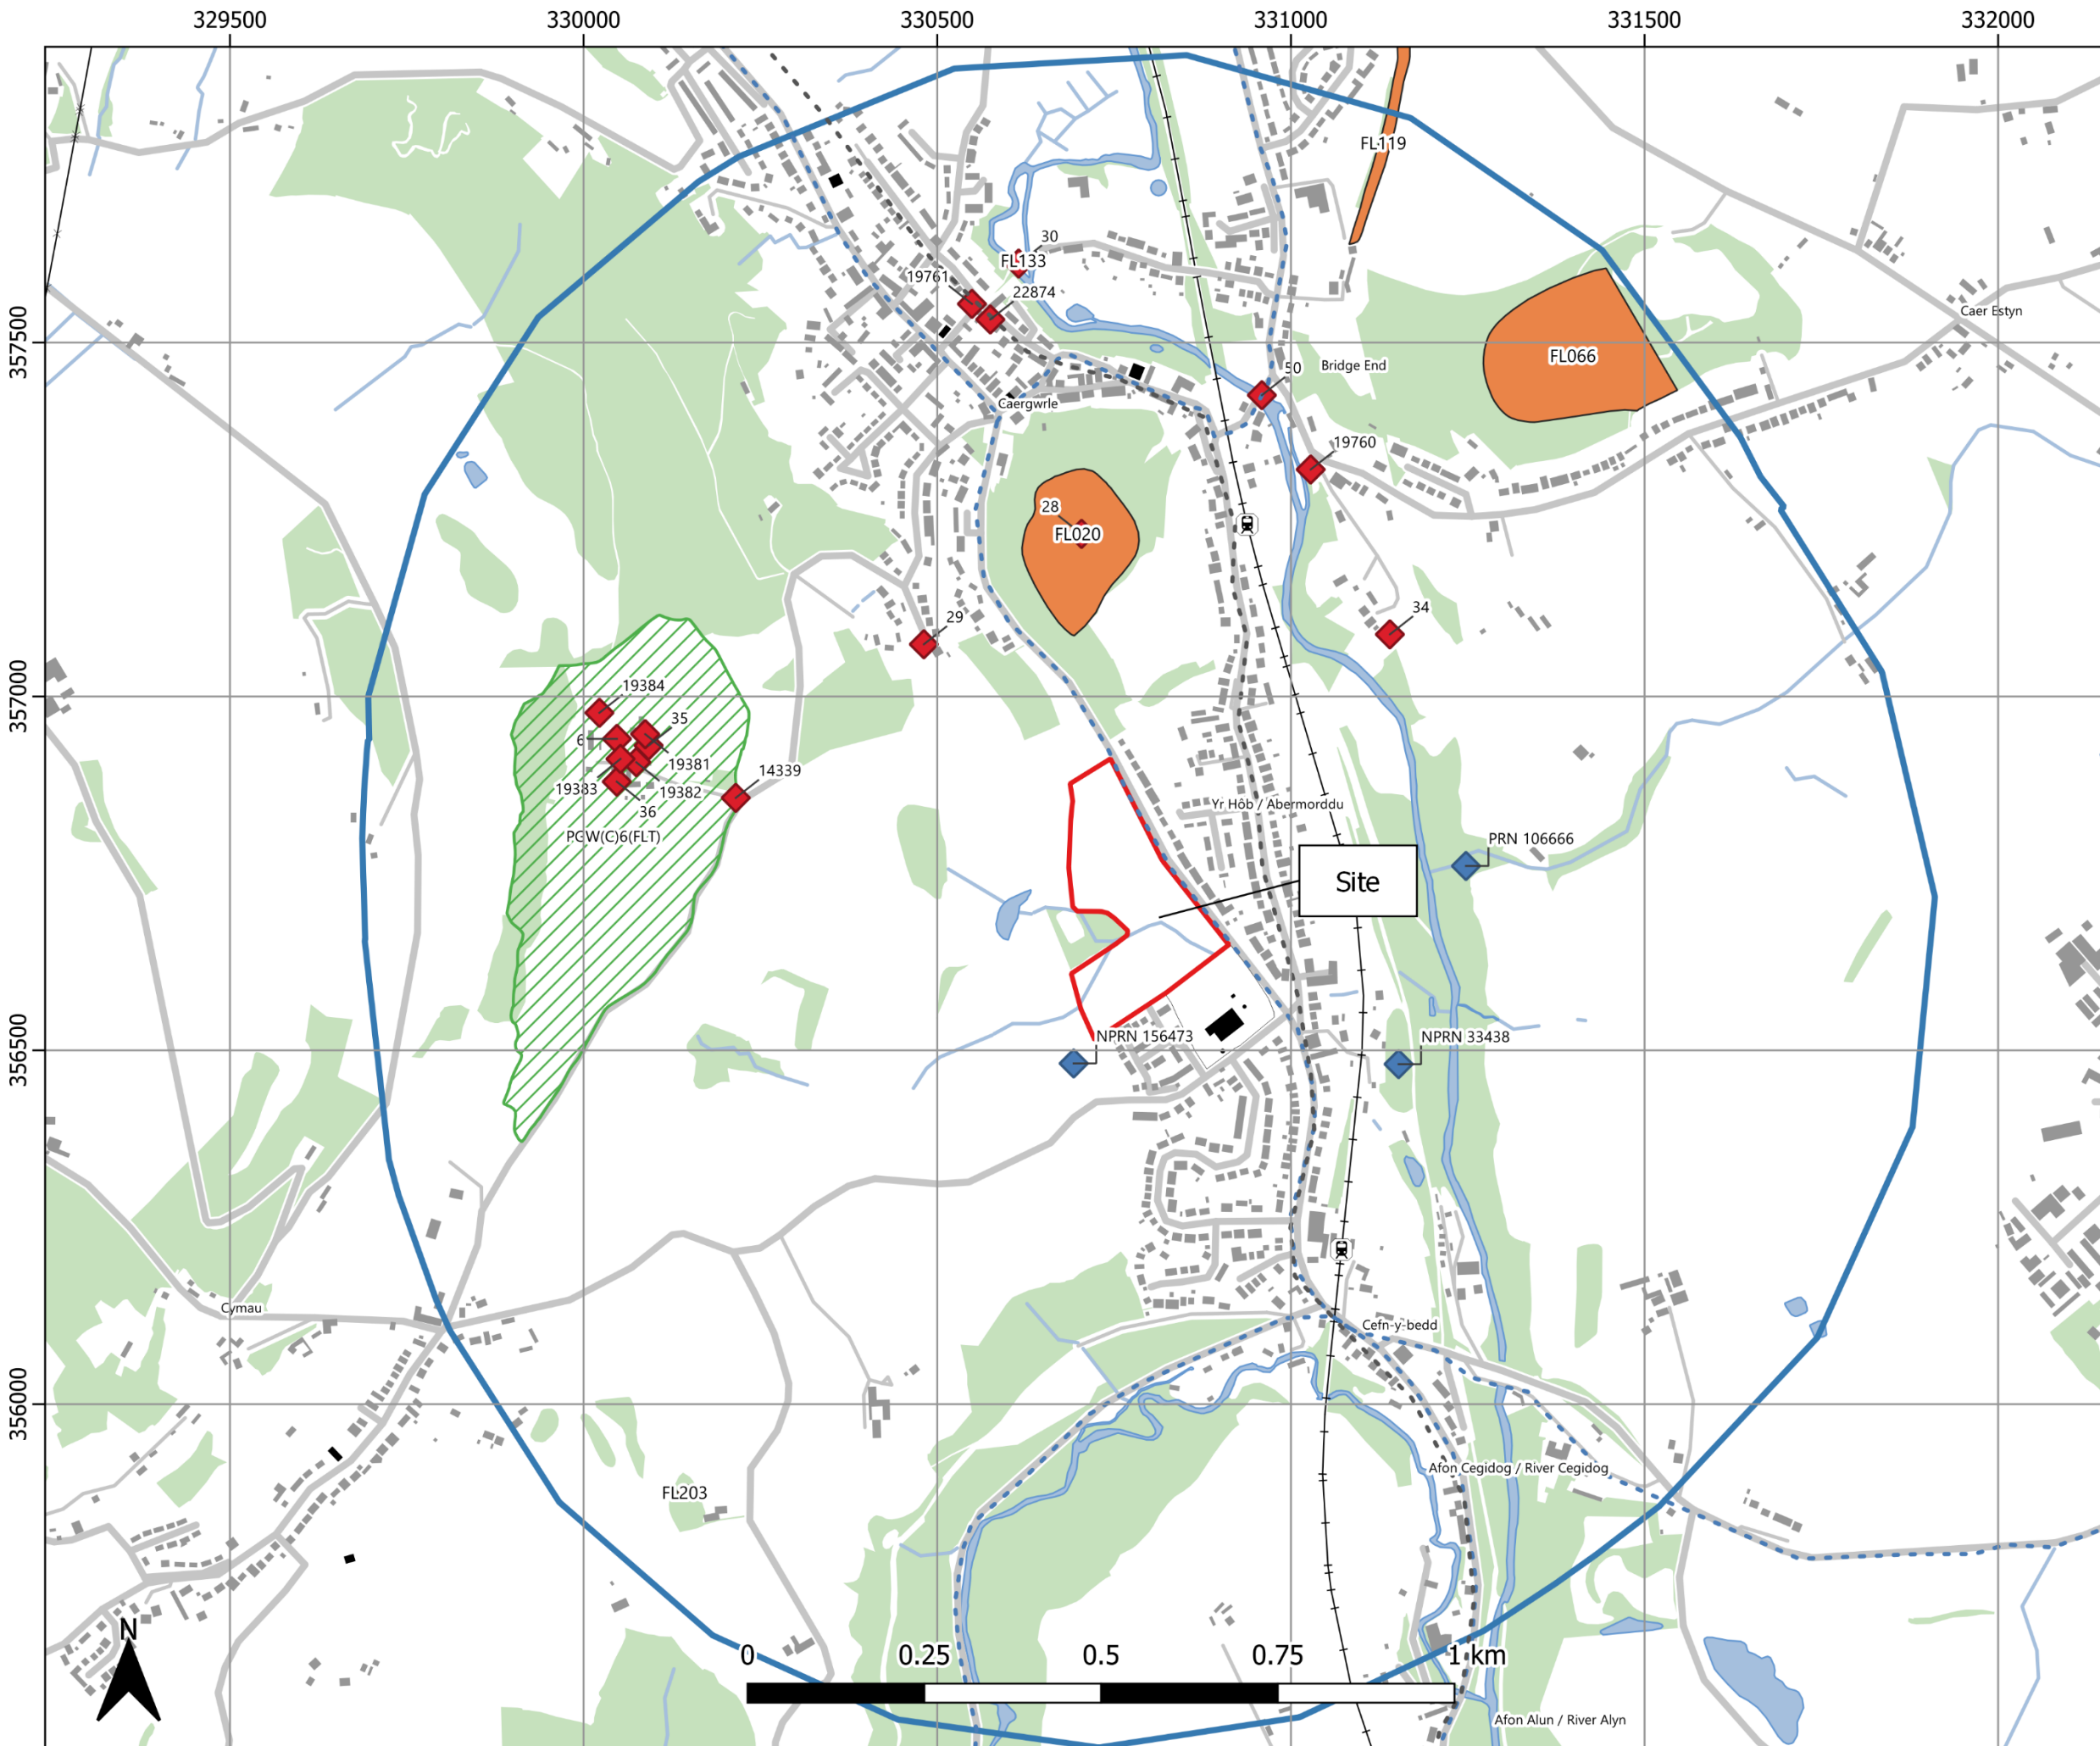 329500 330000 330500 331000 331500 332000
357500
357000
356500
356000
FL119
30
FL133
19761
22874
Caer Estyn
FL066
50
Bridge End
Caergwrle
19760
28
FL020
34
29
19384
35
6
19381
14339
19383
19382
36
PGW(C)6(FLT)
Yr Hôb / Abermorddu
PRN 106666
Site
NPRN 156473
NPRN 33438
Cymau
Cefn-y-bedd
Afon Cegidog / River Cegidog
FL203
N
0 0.25 0.5 0.75 1 km
Afon Alun / River Alyn